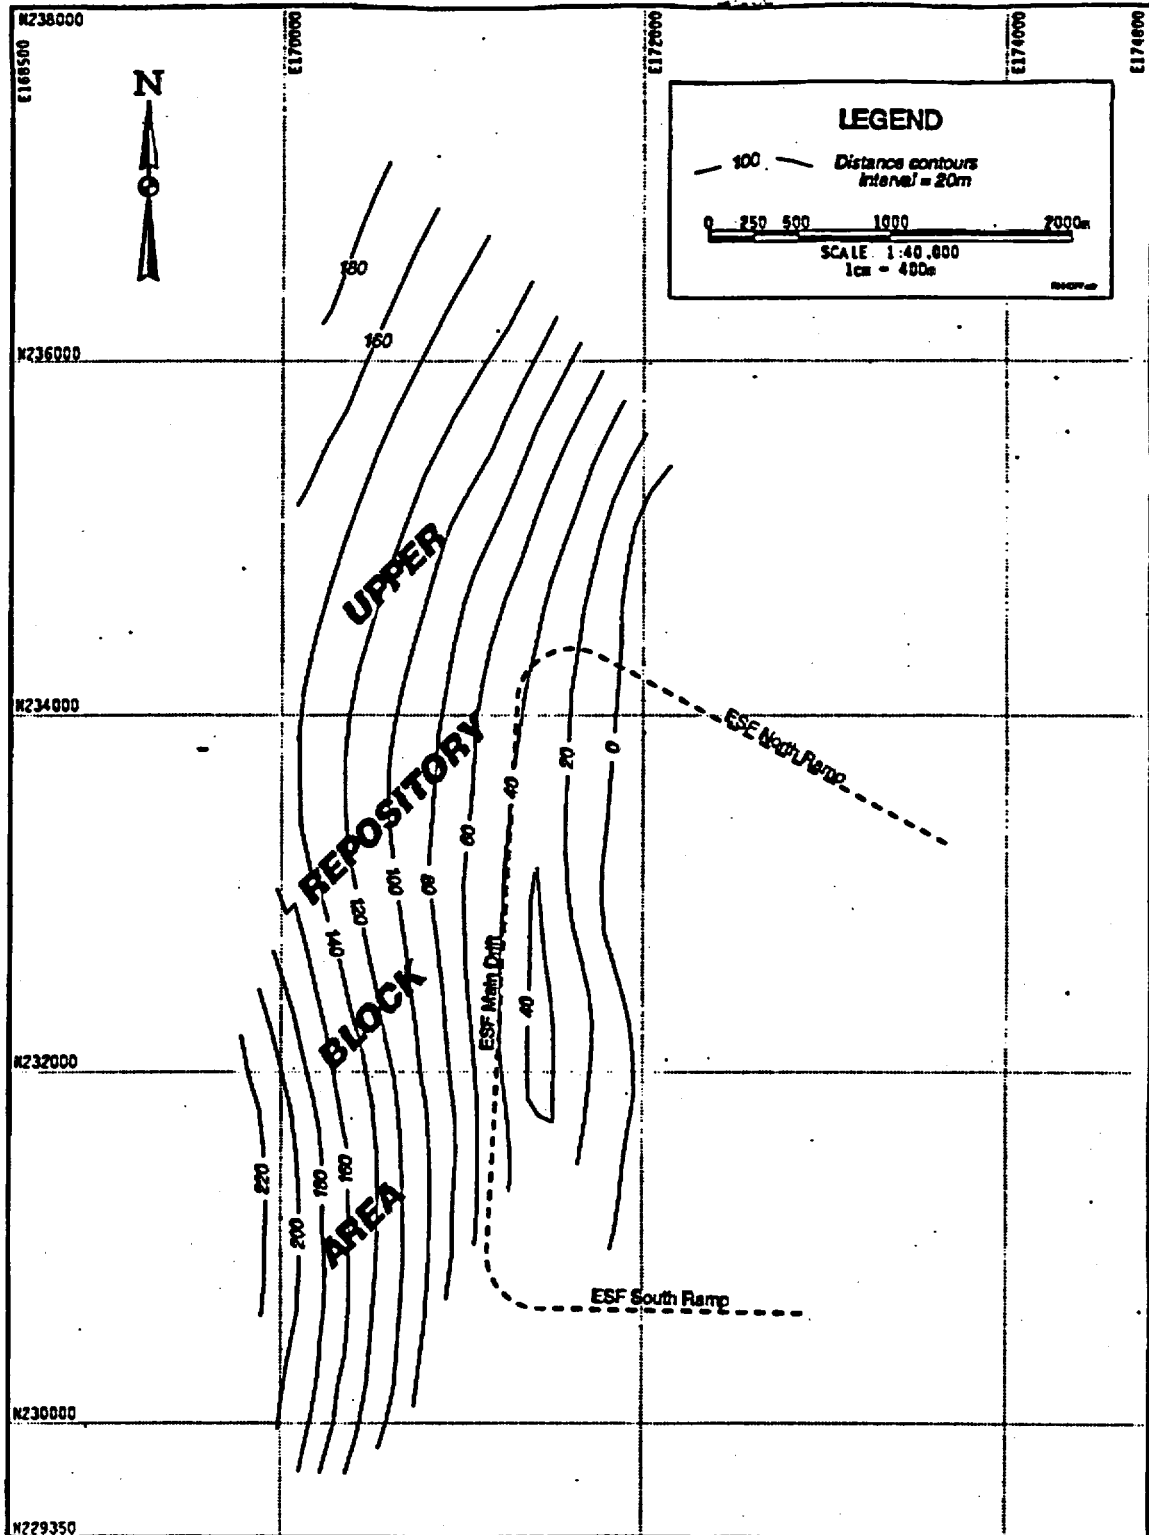 N238000
E168500
E170000
E172000
E174000
E174800
N
LEGEND
100
Distance contours
Interval = 20m
0 250 500 1000 2000m
SCALE 1:40,000
1cm = 400m
180
160
N236000
UPPER
N234000
ESF North Ramp
REPOSITORY
20
0
40
60
80
100
120
140
ESF Main Drift
40
BLOCK
N232000
220
200
180
160
AREA
ESF South Ramp
N230000
N229350